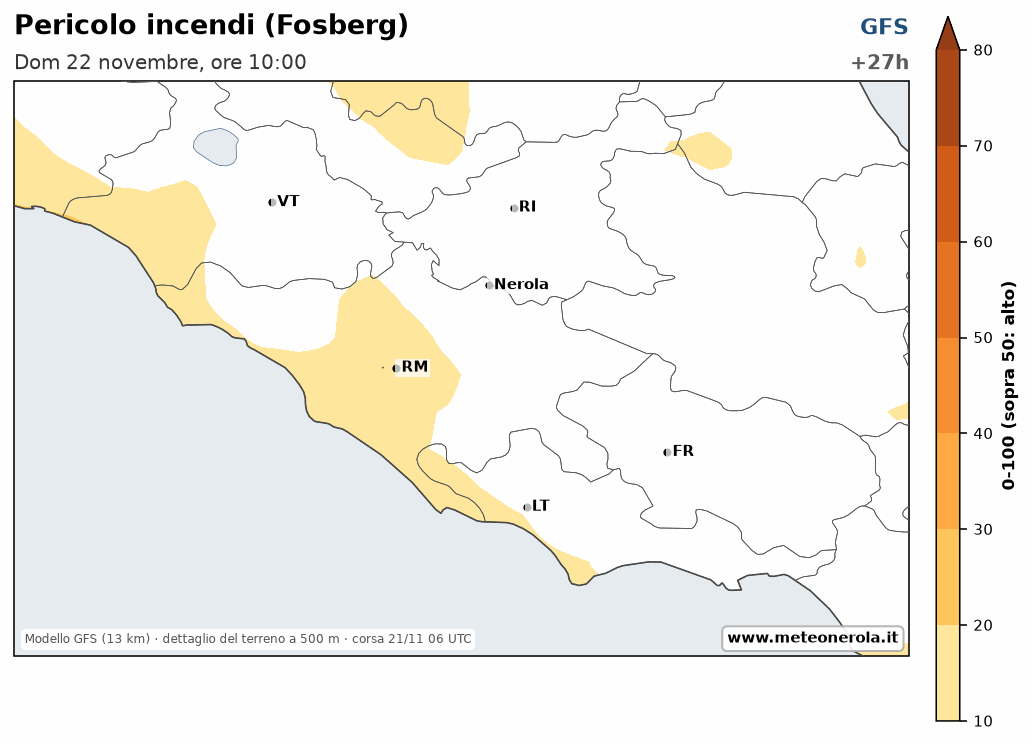 Pericolo incendi (Fosberg)
GFS
Dom 22 novembre, ore 10:00
+27h
VT
RI
Nerola
RM
FR
LT
Modello GFS (13 km) · dettaglio del terreno a 500 m · corsa 21/11 06 UTC
www.meteonerola.it
80
70
60
50
40
30
20
10
0-100 (sopra 50: alto)